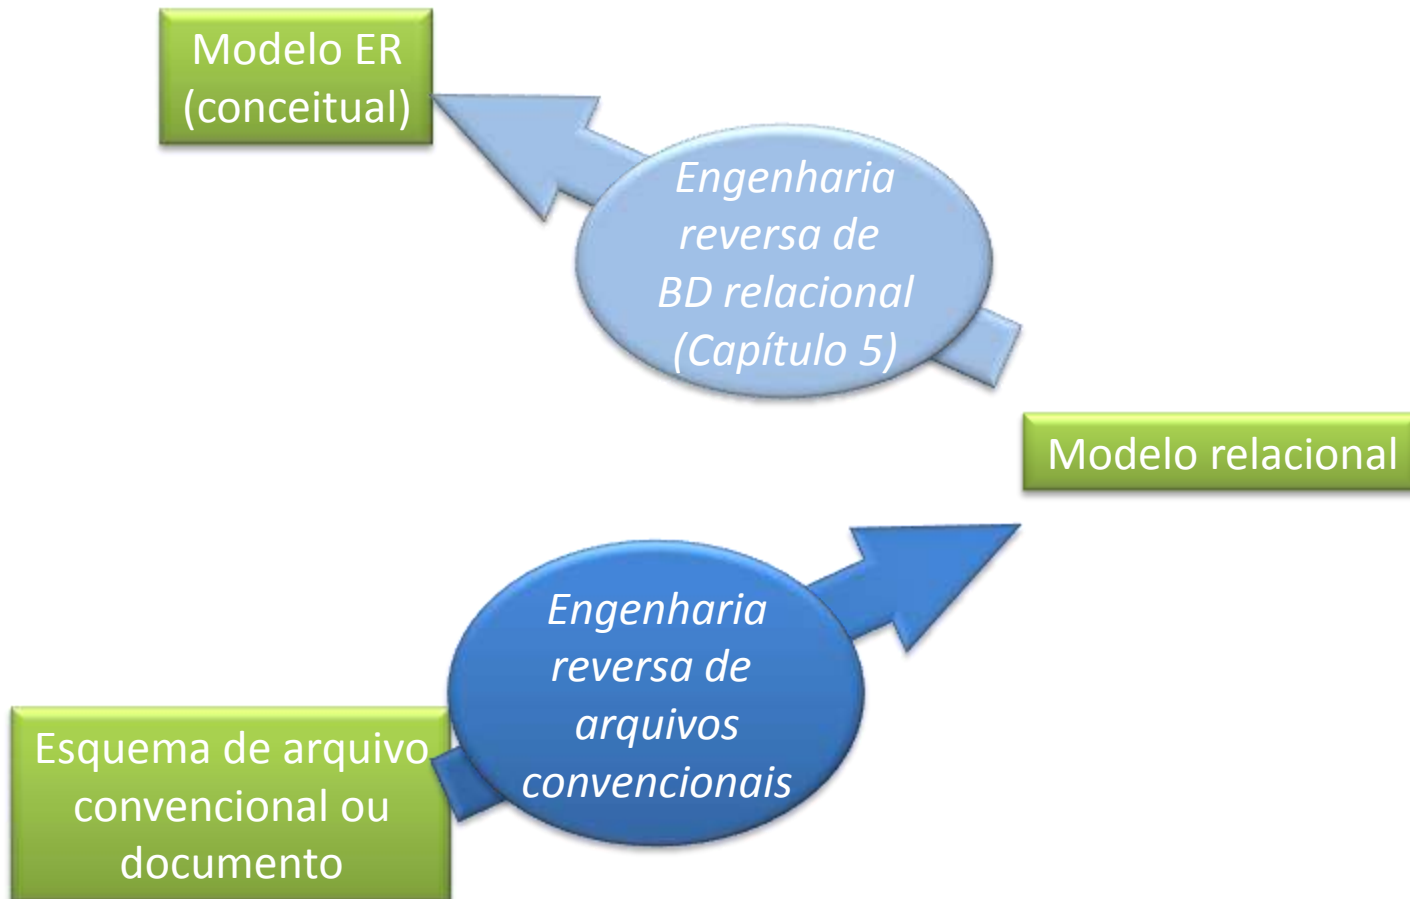 Modelo ER
(conceitual)
Engenharia
reversa de
BD relacional
(Capítulo 5)
Modelo relacional
Engenharia
reversa de
arquivos
convencionais
Esquema de arquivo
convencional ou
documento